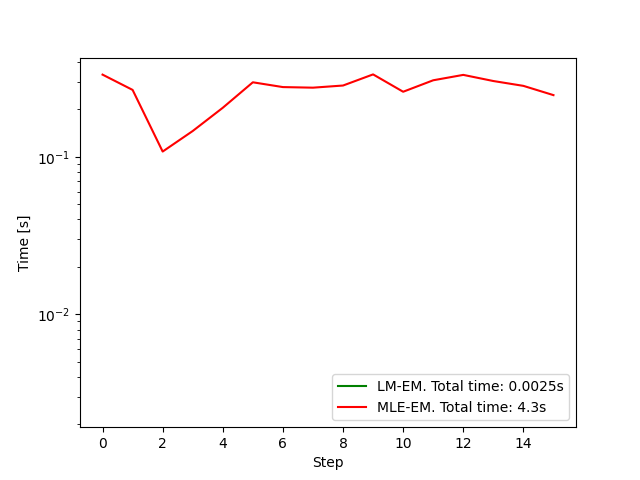 Time [s]
10⁻¹
10⁻²
0 2 4 6 8 10 12 14
Step
LM-EM. Total time: 0.0025s
MLE-EM. Total time: 4.3s